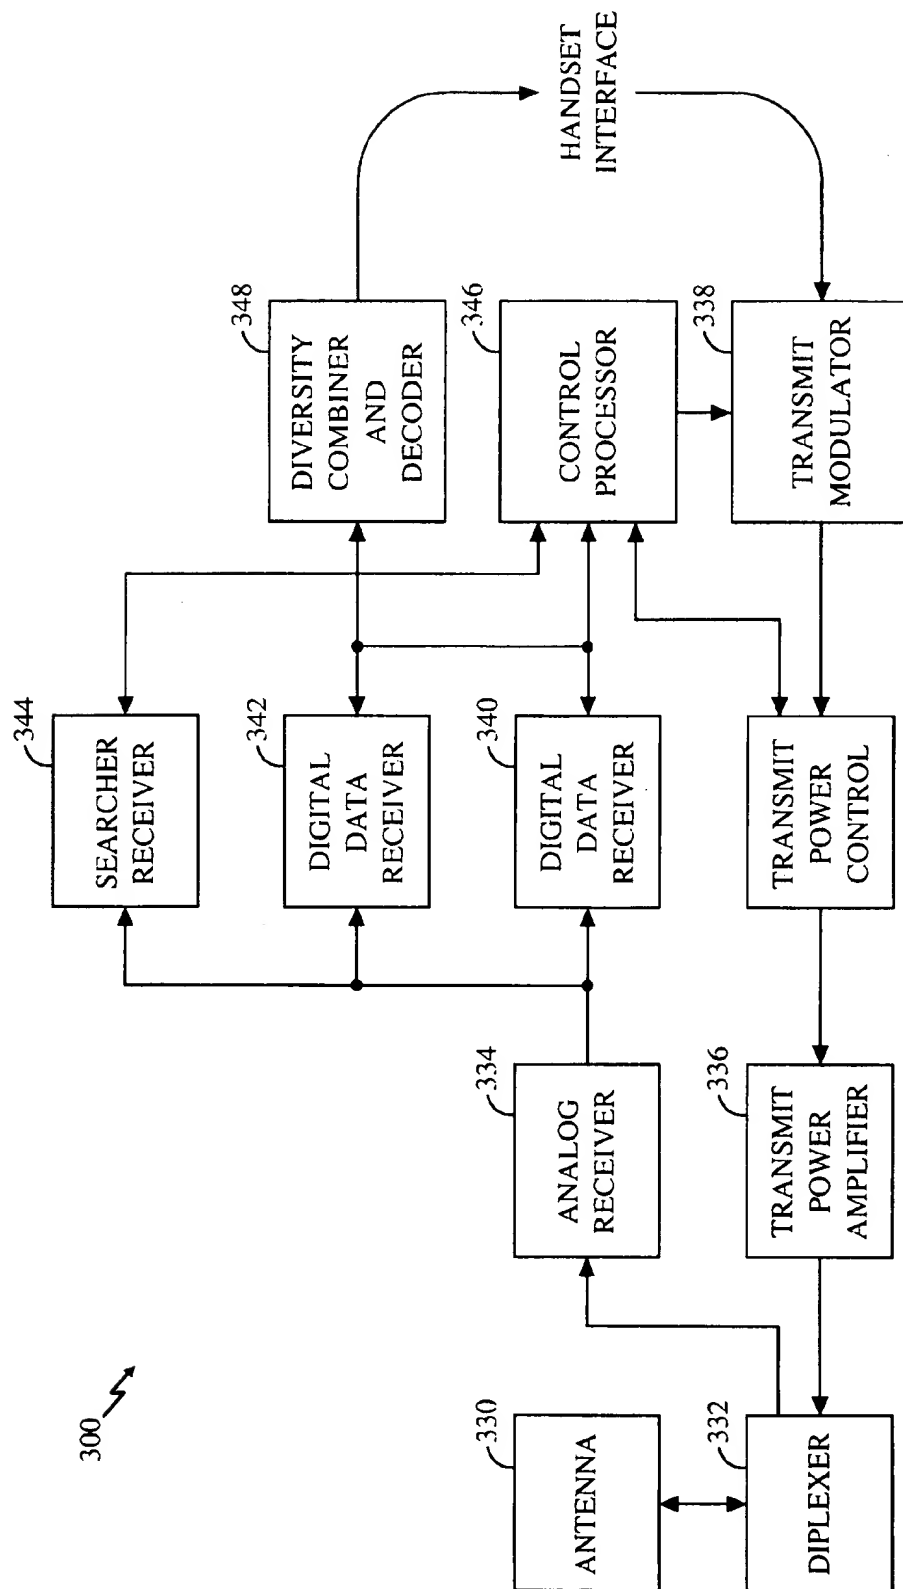 300
330
ANTENNA
332
DIPLEXER
334
ANALOG
RECEIVER
336
TRANSMIT
POWER
AMPLIFIER
344
SEARCHER
RECEIVER
342
DIGITAL
DATA
RECEIVER
340
DIGITAL
DATA
RECEIVER
TRANSMIT
POWER
CONTROL
348
DIVERSITY
COMBINER
AND
DECODER
346
CONTROL
PROCESSOR
338
TRANSMIT
MODULATOR
HANDSET
INTERFACE